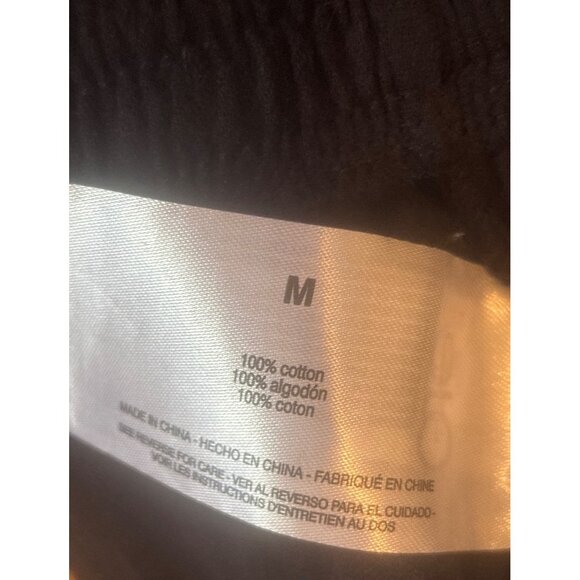 M
100% cotton
100% algodón
100% coton
MADE IN CHINA - HECHO EN CHINA - FABRIQUÉ EN CHINE
SEE REVERSE FOR CARE - VER AL REVERSO PARA EL CUIDADO-
VOIR LES INSTRUCTIONS D'ENTRETIEN AU DOS